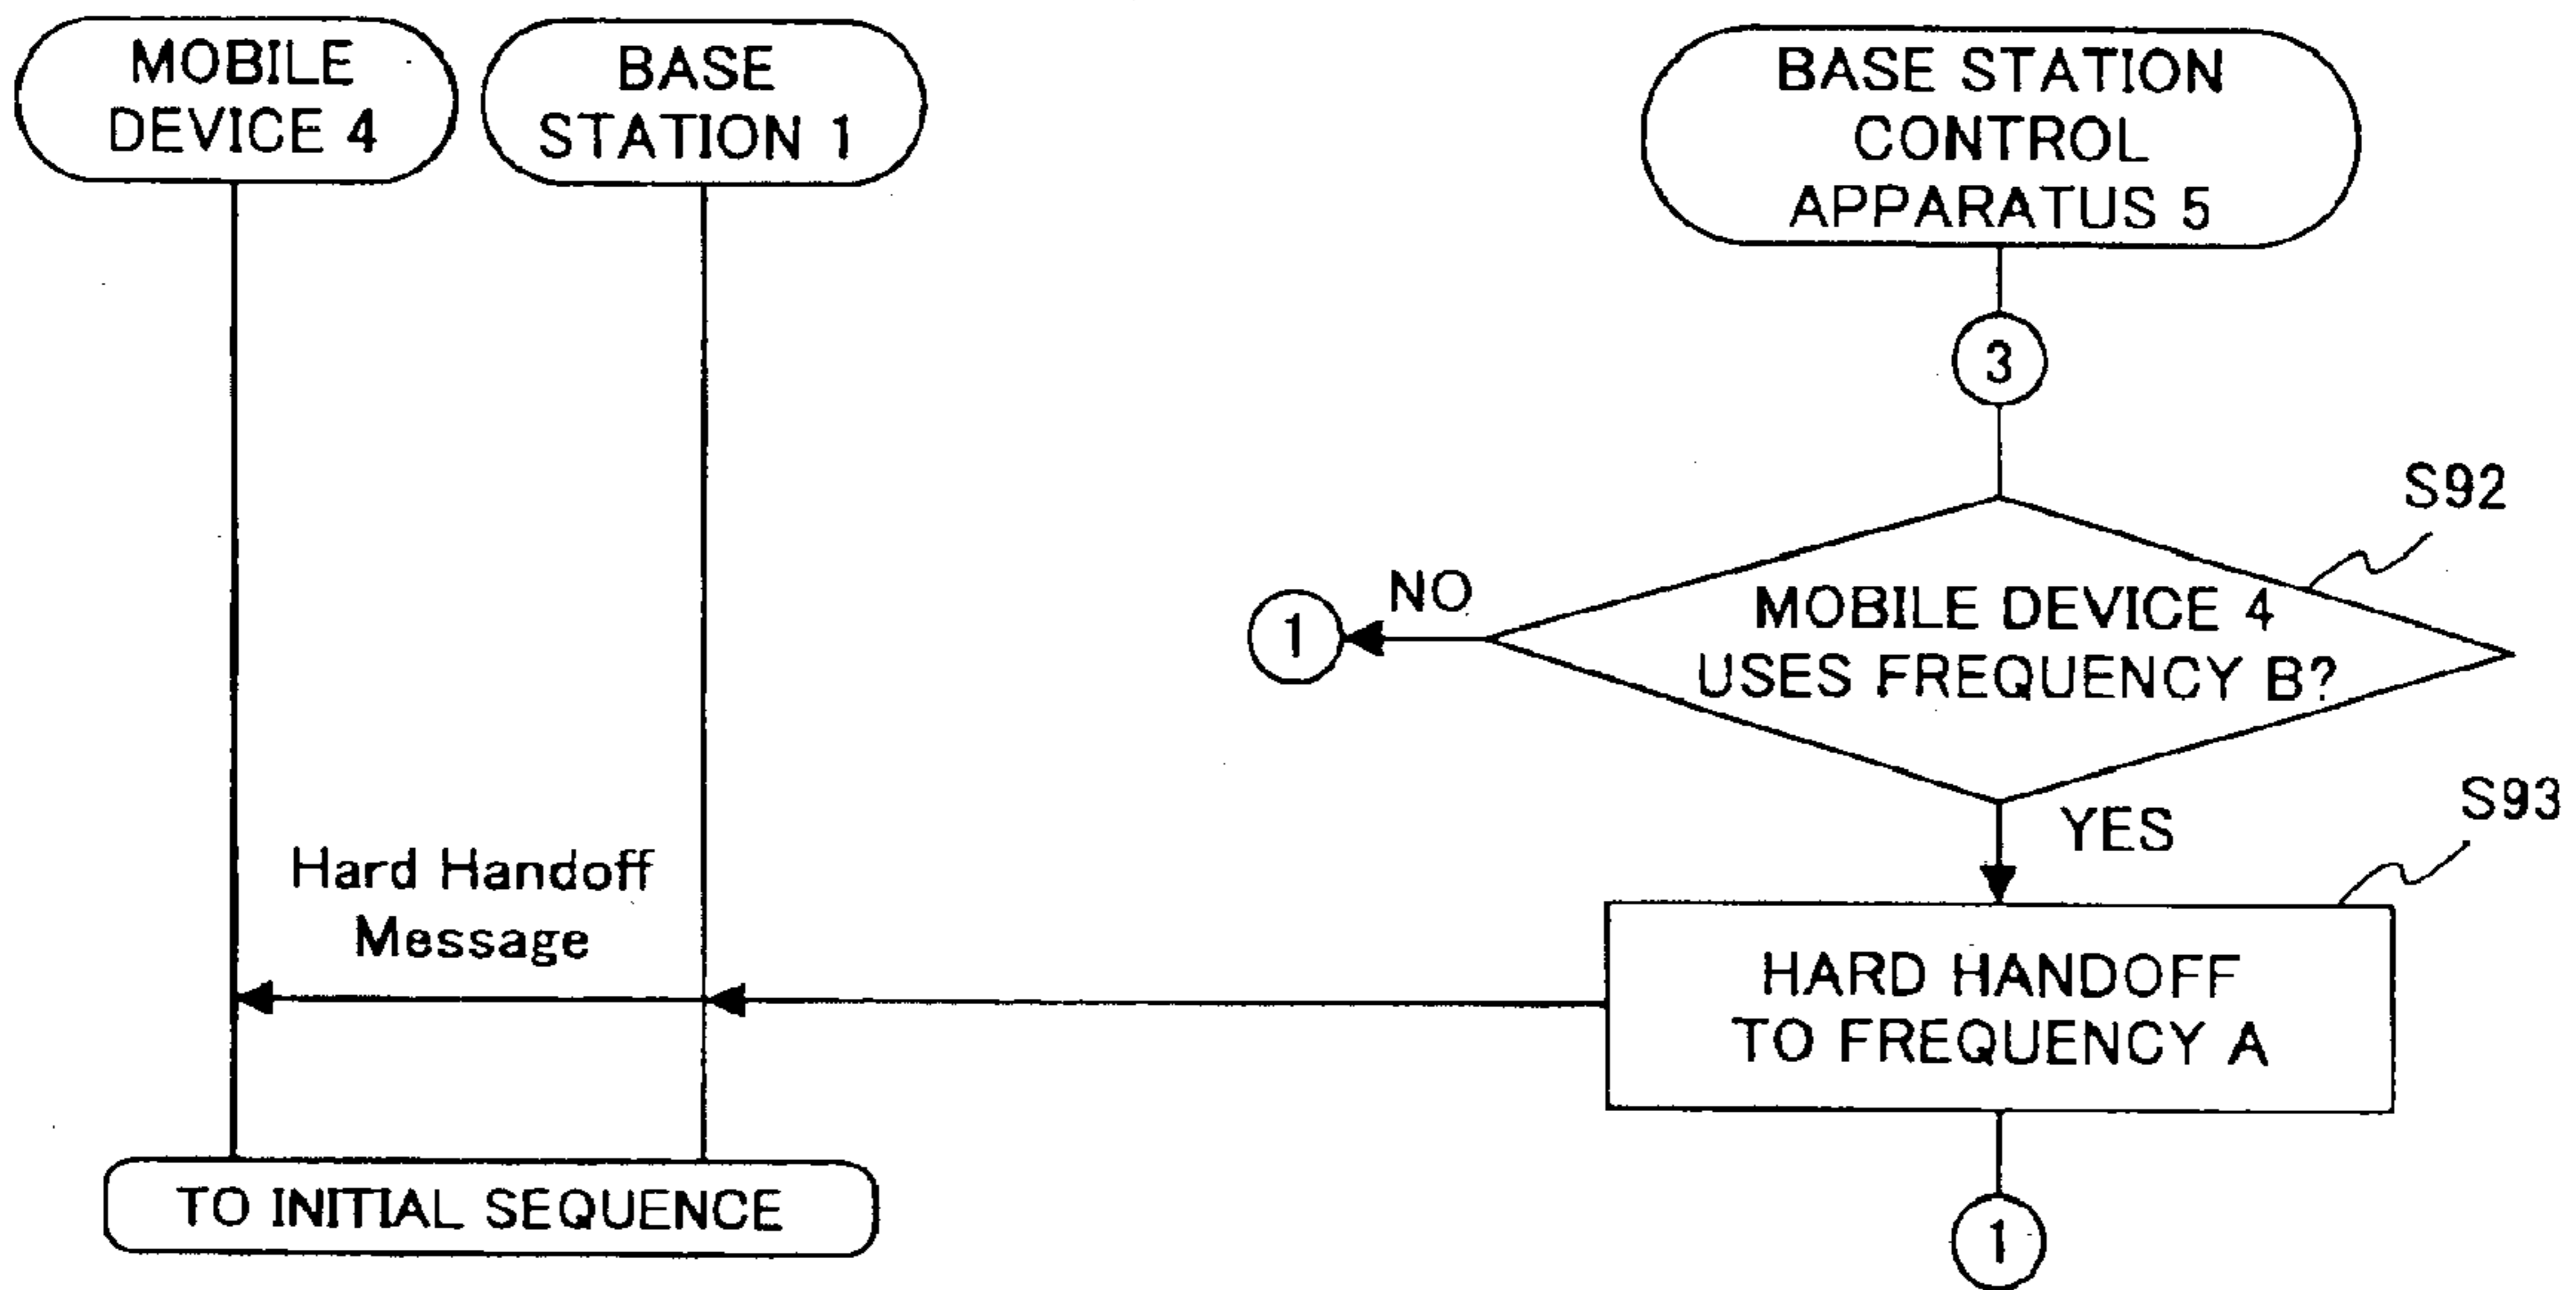 MOBILE
DEVICE 4
BASE
STATION 1
BASE STATION
CONTROL
APPARATUS 5
3
S92
NO
1
MOBILE DEVICE 4
USES FREQUENCY B?
YES
S93
Hard Handoff
Message
HARD HANDOFF
TO FREQUENCY A
TO INITIAL SEQUENCE
1